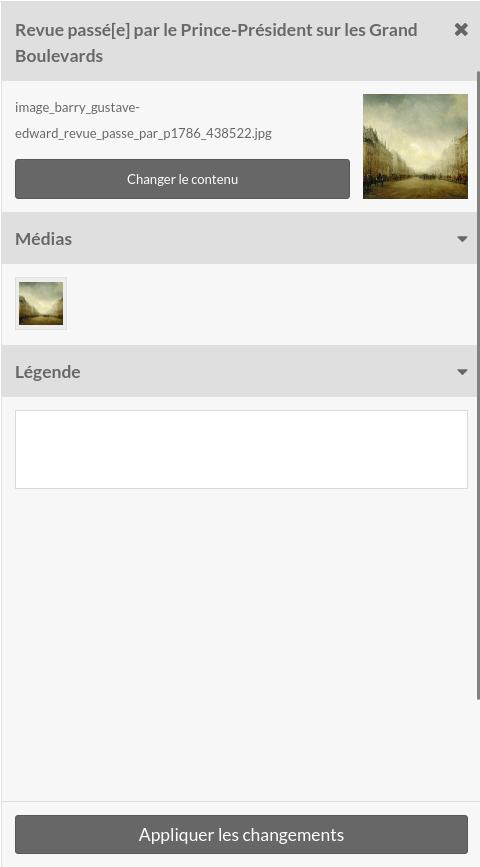 Revue passé[e] par le Prince-Président sur les Grand
Boulevards
image_barry_gustave-
edward_revue_passe_par_p1786_438522.jpg
Changer le contenu
Médias
Légende
Appliquer les changements